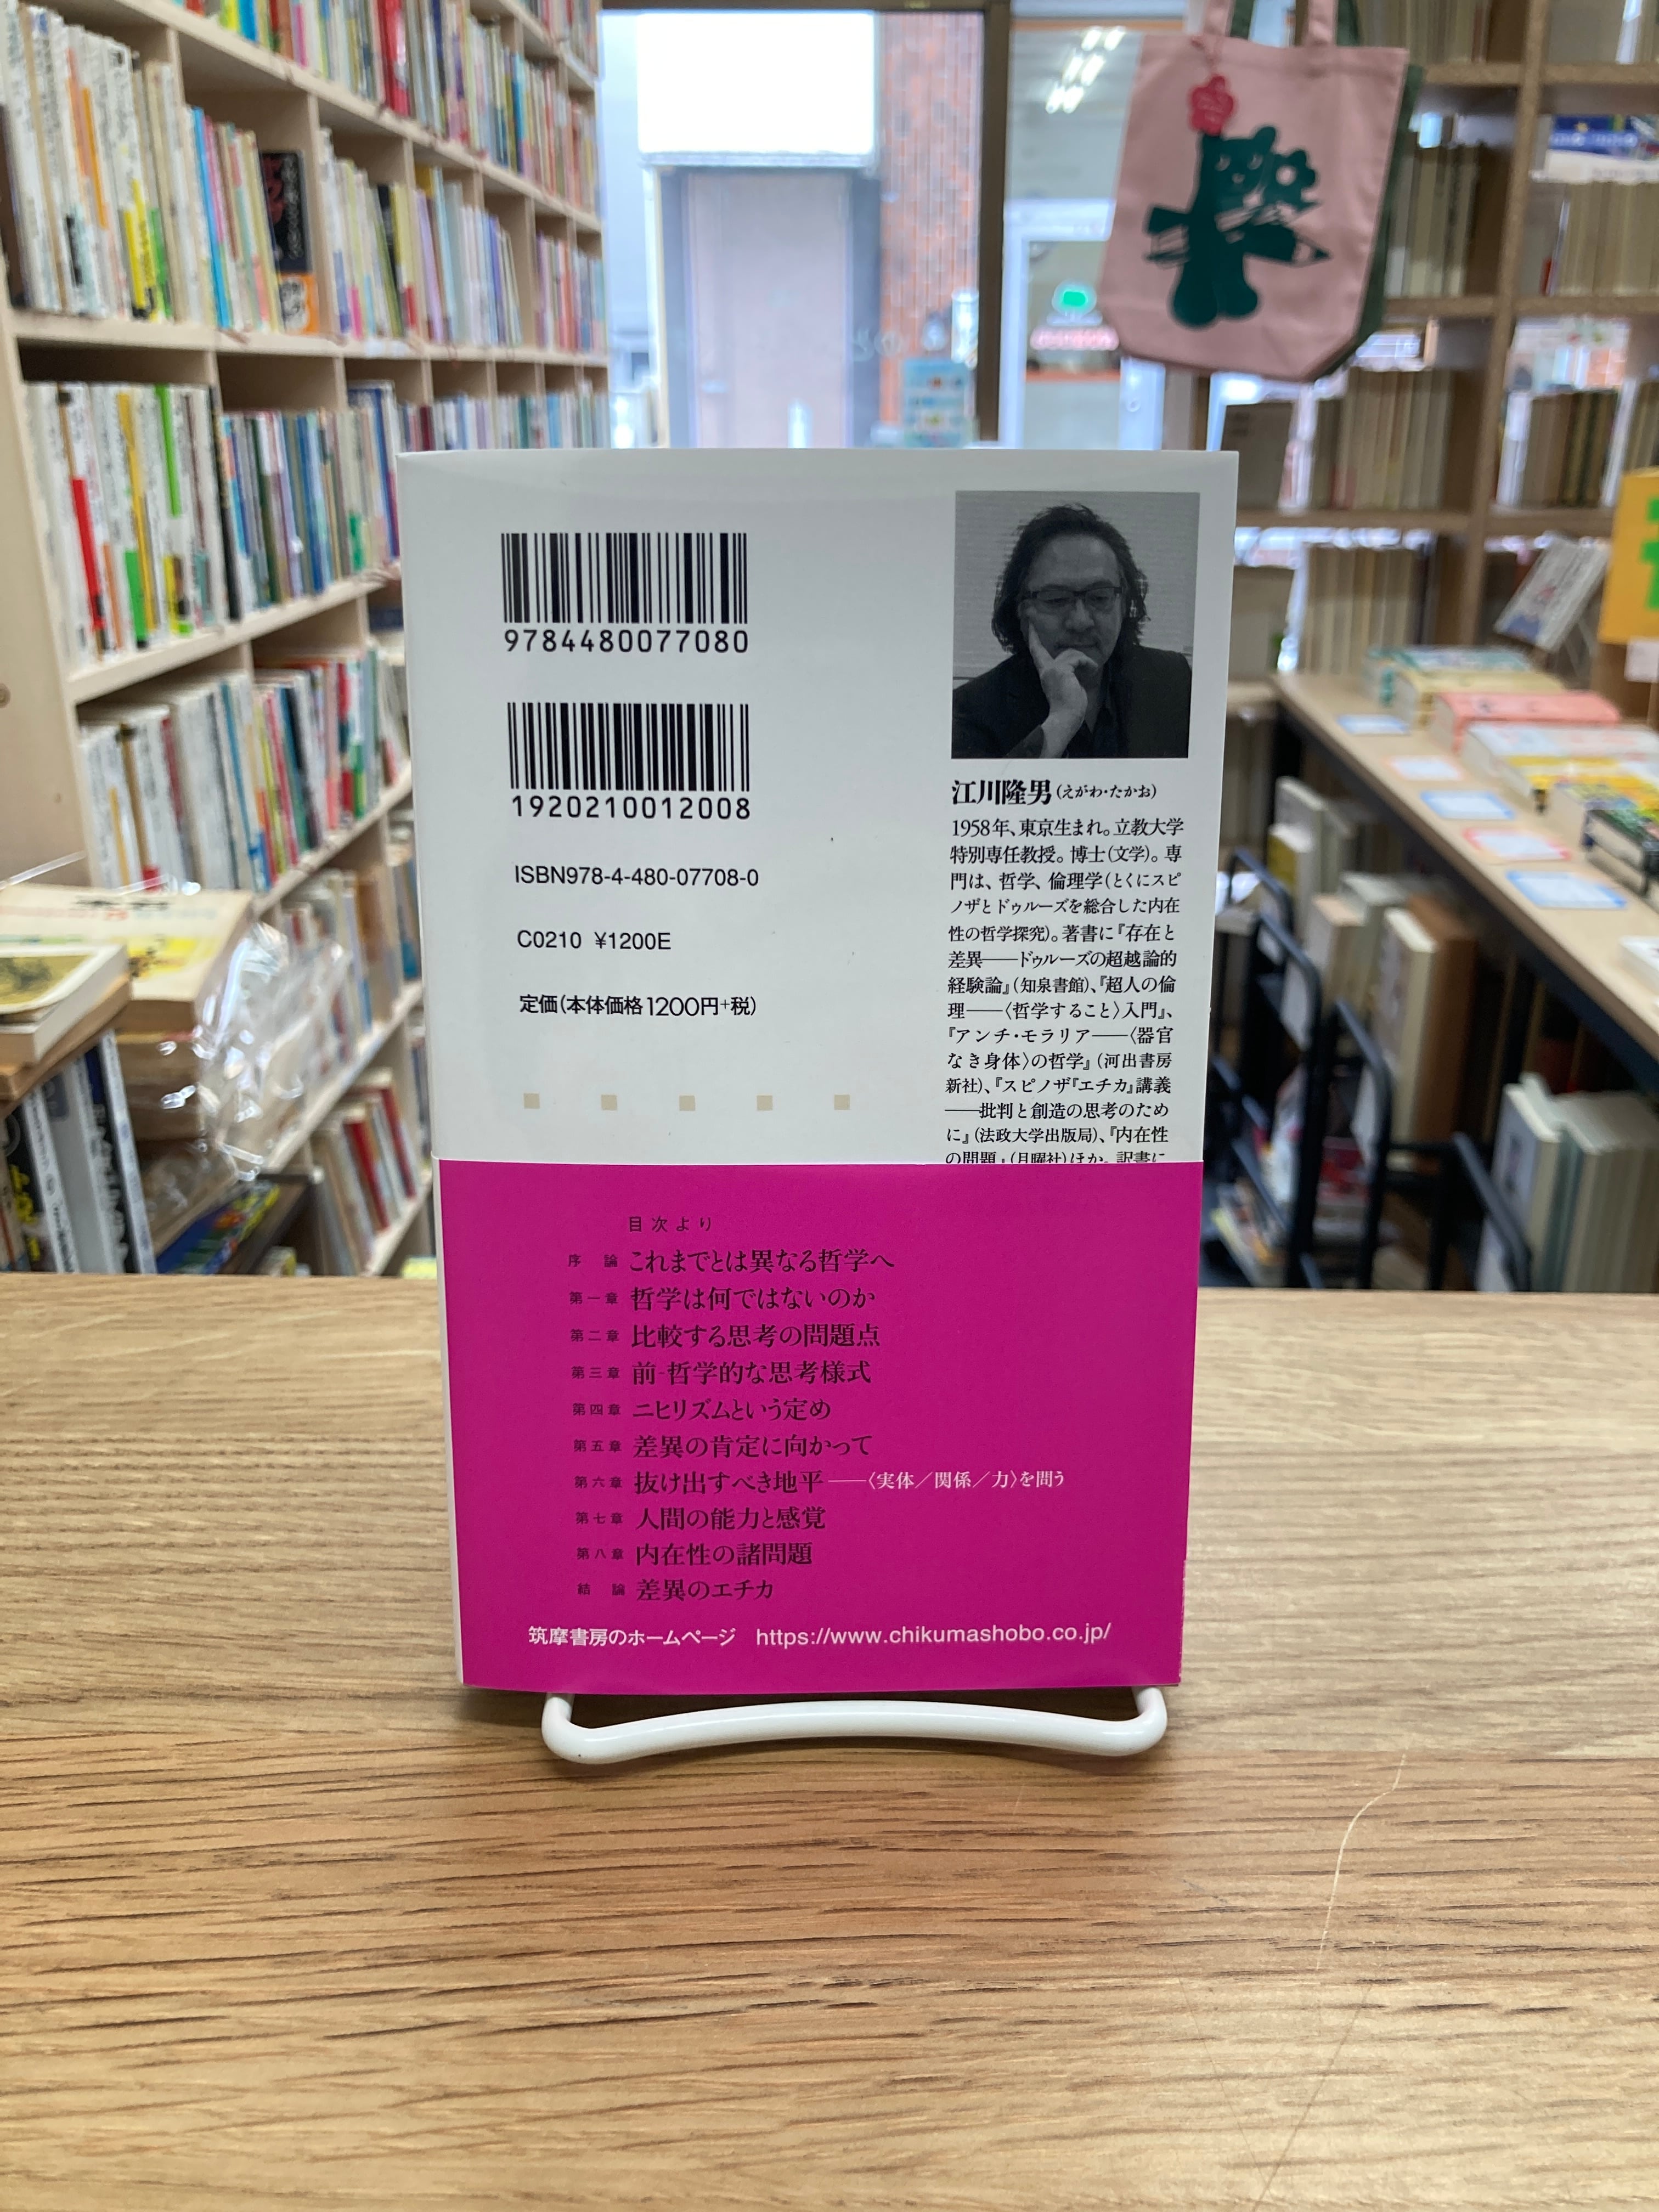 9784480077080
1920210012008
ISBN978-4-480-07708-0
C0210 ¥1200E
定価(本体価格1200円+税)
江川隆男(えがわ・たかお)
1958年、東京生まれ。立教大学
特別専任教授。博士(文学)。専
門は、哲学、倫理学(とくにスピ
ノザとドゥルーズを総合した内在
性の哲学探究)。著書に『存在と
差異――ドゥルーズの超越論的
経験論』(知泉書館)、『超人の倫
理――〈哲学すること〉入門』、
『アンチ・モラリア――〈器官
なき身体〉の哲学』(河出書房
新社)、『スピノザ『エチカ』講義
――批判と創造の思考のため
に』(法政大学出版局)、『内在性
の問題』(月曜社)ほか。訳書に
目次より
序論 これまでとは異なる哲学へ
第一章 哲学は何ではないのか
第二章 比較する思考の問題点
第三章 前-哲学的な思考様式
第四章 ニヒリズムという定め
第五章 差異の肯定に向かって
第六章 抜け出すべき地平――〈実体/関係/力〉を問う
第七章 人間の能力と感覚
第八章 内在性の諸問題
結論 差異のエチカ
筑摩書房のホームページ https://www.chikumashobo.co.jp/